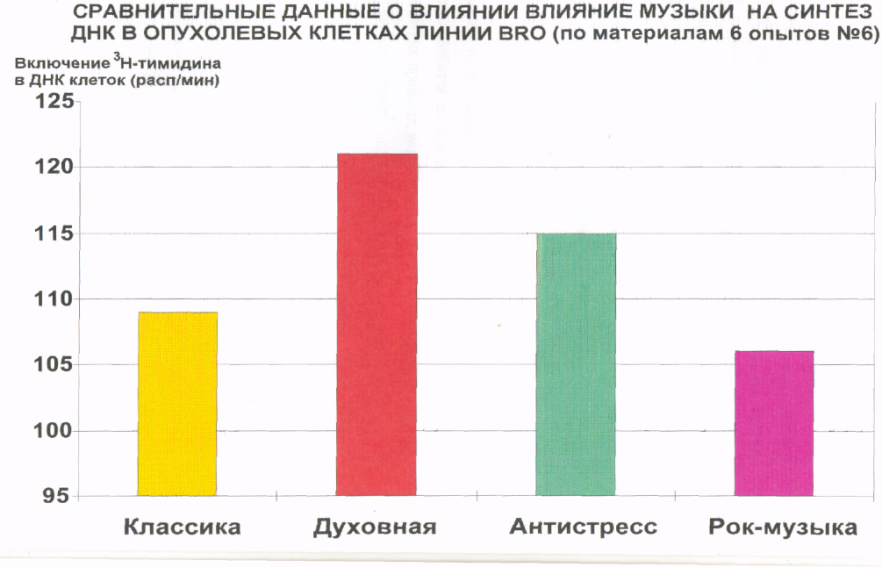 СРАВНИТЕЛЬНЫЕ ДАННЫЕ О ВЛИЯНИИ ВЛИЯНИЕ МУЗЫКИ НА СИНТЕЗ
ДНК В ОПУХОЛЕВЫХ КЛЕТКАХ ЛИНИИ BRO (по материалам 6 опытов №6)
Включение ³Н-тимидина
в ДНК клеток (расп/мин)
125
120
115
110
105
100
95
Классика Духовная Антистресс Рок-музыка